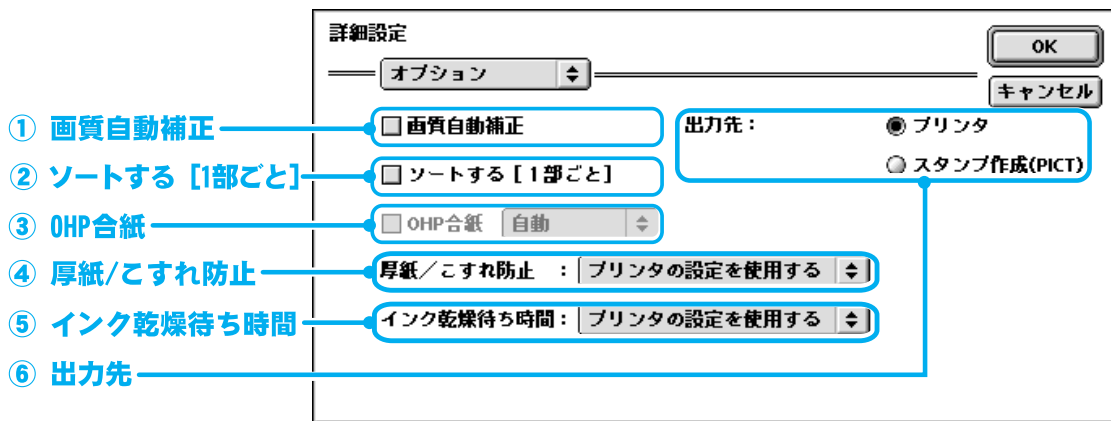 詳細設定
オプション
OK
キャンセル
① 画質自動補正
画質自動補正
出力先：
プリンタ
スタンプ作成(PICT)
② ソートする [1部ごと]
ソートする [ 1 部ごと ]
③ OHP合紙
OHP合紙 自動
④ 厚紙/こすれ防止
厚紙／こすれ防止 ： プリンタの設定を使用する
⑤ インク乾燥待ち時間
インク乾燥待ち時間： プリンタの設定を使用する
⑥ 出力先